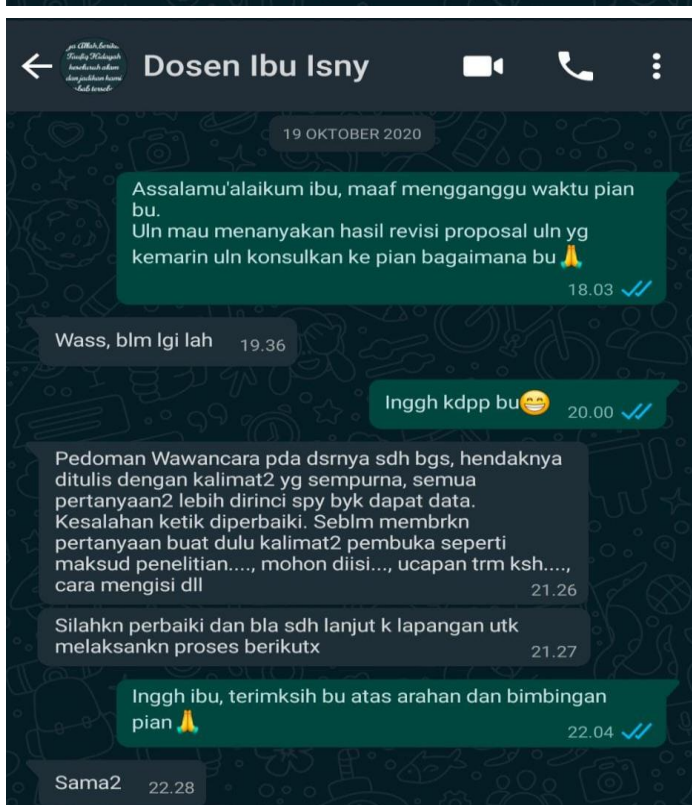 Dosen Ibu Isny
19 OKTOBER 2020
Assalamu'alaikum ibu, maaf mengganggu waktu pian
bu.
Uln mau menanyakan hasil revisi proposal uln yg
kemarin uln konsulkan ke pian bagaimana bu🙏
18.03
Wass, blm lgi lah 19.36
Inggh kdpp bu😁 20.00
Pedoman Wawancara pda dsrnya sdh bgs, hendaknya
ditulis dengan kalimat2 yg sempurna, semua
pertanyaan2 lebih dirinci spy byk dapat data.
Kesalahan ketik diperbaiki. Seblm membrkn
pertanyaan buat dulu kalimat2 pembuka seperti
maksud penelitian...., mohon diisi..., ucapan trm ksh....,
cara mengisi dll 21.26
Silahkn perbaiki dan bla sdh lanjut k lapangan utk
melaksankn proses berikutx 21.27
Inggh ibu, terimksih bu atas arahan dan bimbingan
pian🙏 22.04
Sama2 22.28